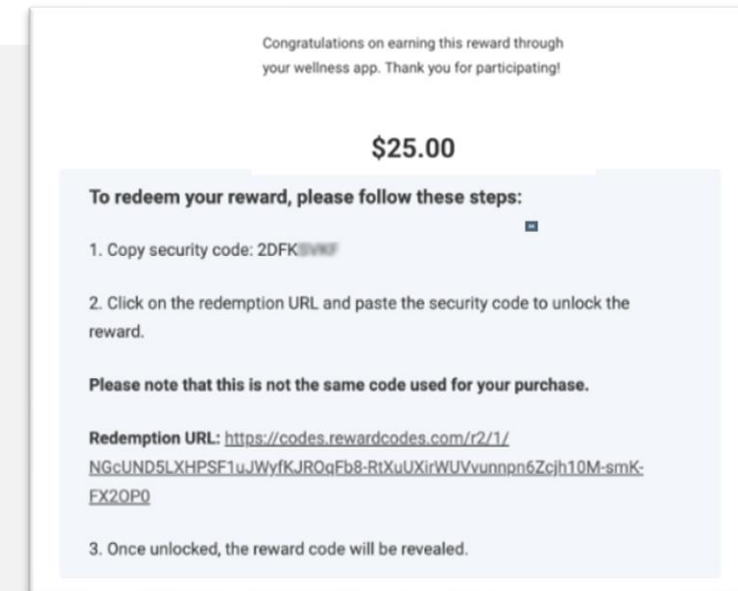 Congratulations on earning this reward through
your wellness app. Thank you for participating!
$25.00
To redeem your reward, please follow these steps:
1. Copy security code: 2DFK
2. Click on the redemption URL and paste the security code to unlock the
reward.
Please note that this is not the same code used for your purchase.
Redemption URL: https://codes.rewardcodes.com/r2/1/
NGcUND5LXHPSF1uJWyfKJROqFb8-RtXuUXirWUVvunnpn6Zcjh10M-smK-
FX2OP0
3. Once unlocked, the reward code will be revealed.